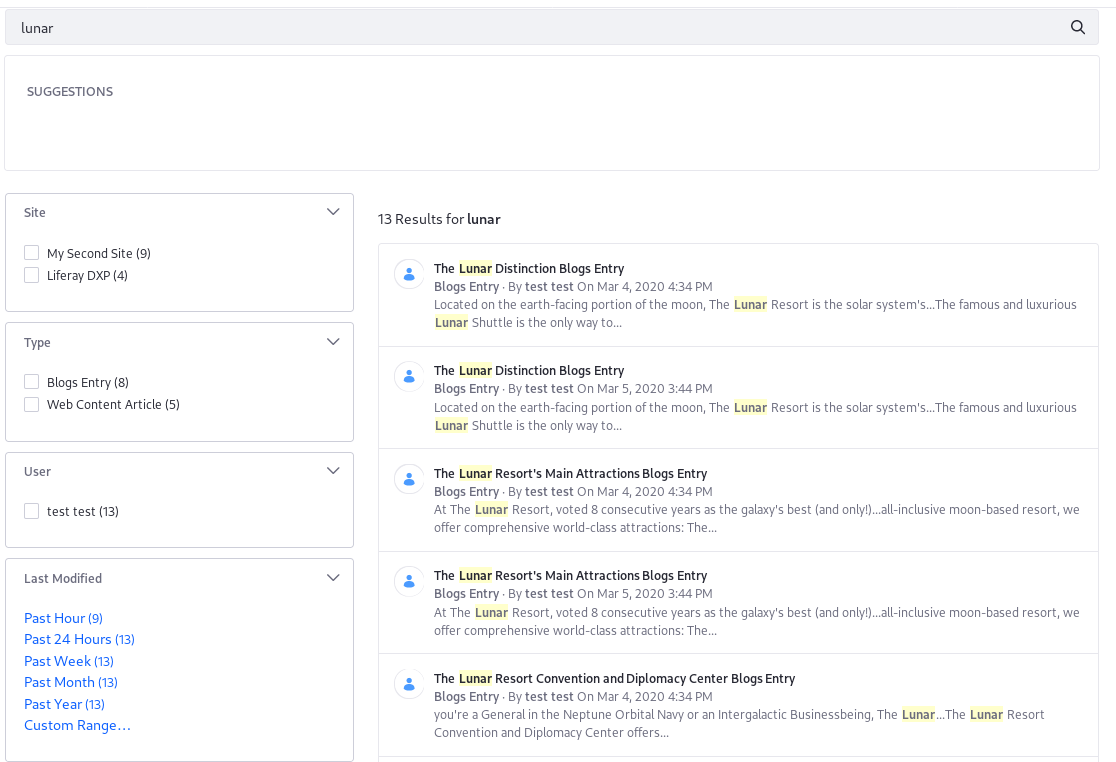 lunar
SUGGESTIONS
Site
My Second Site (9)
Liferay DXP (4)
Type
Blogs Entry (8)
Web Content Article (5)
User
test test (13)
Last Modified
Past Hour (9)
Past 24 Hours (13)
Past Week (13)
Past Month (13)
Past Year (13)
Custom Range…
13 Results for lunar
The Lunar Distinction Blogs Entry
Blogs Entry · By test test On Mar 4, 2020 4:34 PM
Located on the earth-facing portion of the moon, The Lunar Resort is the solar system's...The famous and luxurious
Lunar Shuttle is the only way to...
The Lunar Distinction Blogs Entry
Blogs Entry · By test test On Mar 5, 2020 3:44 PM
Located on the earth-facing portion of the moon, The Lunar Resort is the solar system's...The famous and luxurious
Lunar Shuttle is the only way to...
The Lunar Resort's Main Attractions Blogs Entry
Blogs Entry · By test test On Mar 4, 2020 4:34 PM
At The Lunar Resort, voted 8 consecutive years as the galaxy's best (and only!)...all-inclusive moon-based resort, we
offer comprehensive world-class attractions: The...
The Lunar Resort's Main Attractions Blogs Entry
Blogs Entry · By test test On Mar 5, 2020 3:44 PM
At The Lunar Resort, voted 8 consecutive years as the galaxy's best (and only!)...all-inclusive moon-based resort, we
offer comprehensive world-class attractions: The...
The Lunar Resort Convention and Diplomacy Center Blogs Entry
Blogs Entry · By test test On Mar 4, 2020 4:34 PM
you're a General in the Neptune Orbital Navy or an Intergalactic Businessbeing, The Lunar...The Lunar Resort
Convention and Diplomacy Center offers...